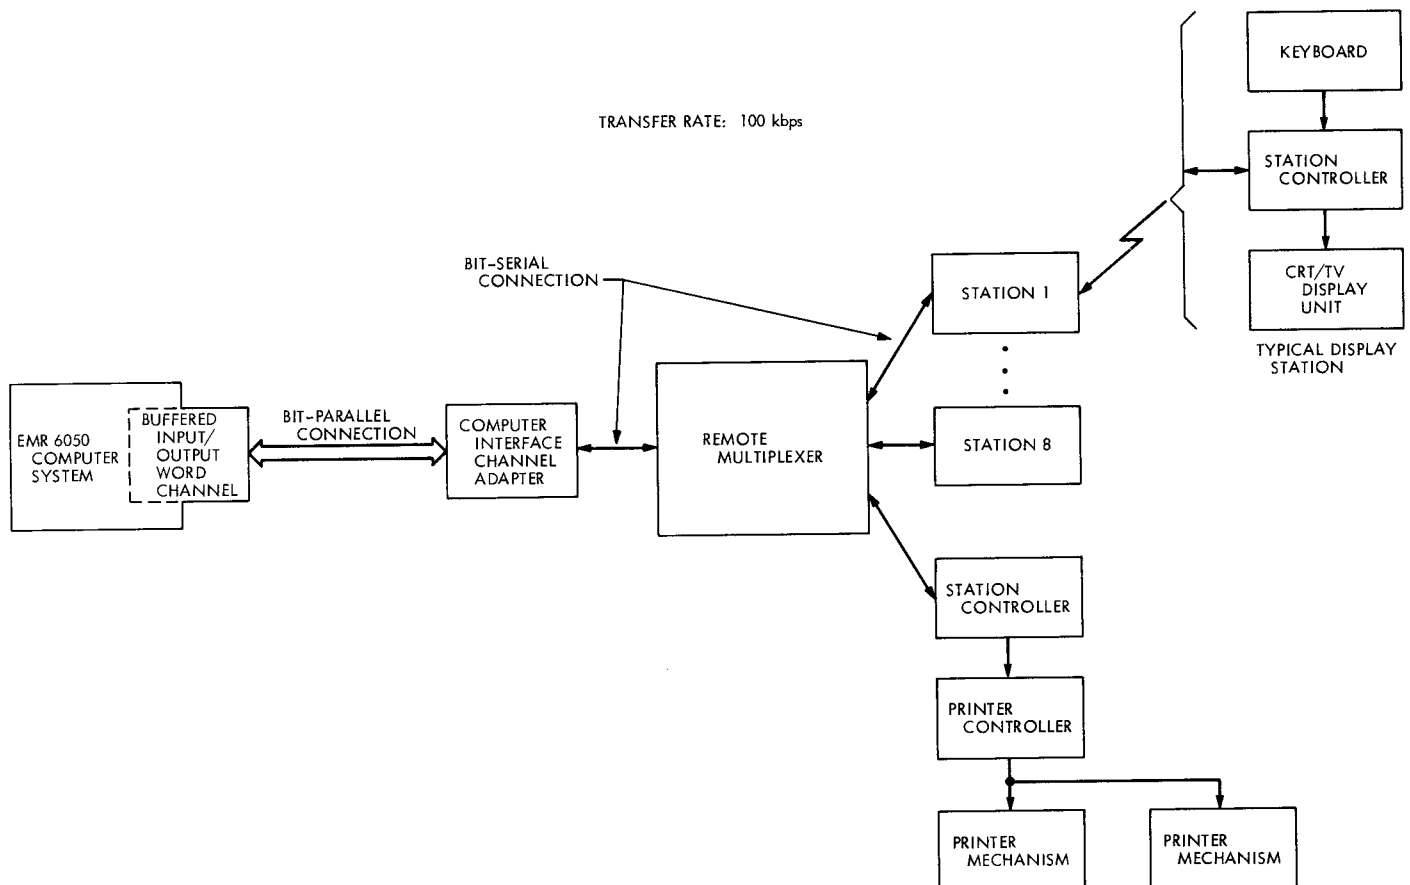 KEYBOARD
TRANSFER RATE: 100 kbps
STATION
CONTROLLER
BIT-SERIAL
CONNECTION
STATION 1
CRT/TV
DISPLAY
UNIT
TYPICAL DISPLAY
STATION
EMR 6050
COMPUTER
SYSTEM
BUFFERED
INPUT/
OUTPUT
WORD
CHANNEL
BIT-PARALLEL
CONNECTION
COMPUTER
INTERFACE
CHANNEL
ADAPTER
REMOTE
MULTIPLEXER
STATION 8
STATION
CONTROLLER
PRINTER
CONTROLLER
PRINTER
MECHANISM
PRINTER
MECHANISM